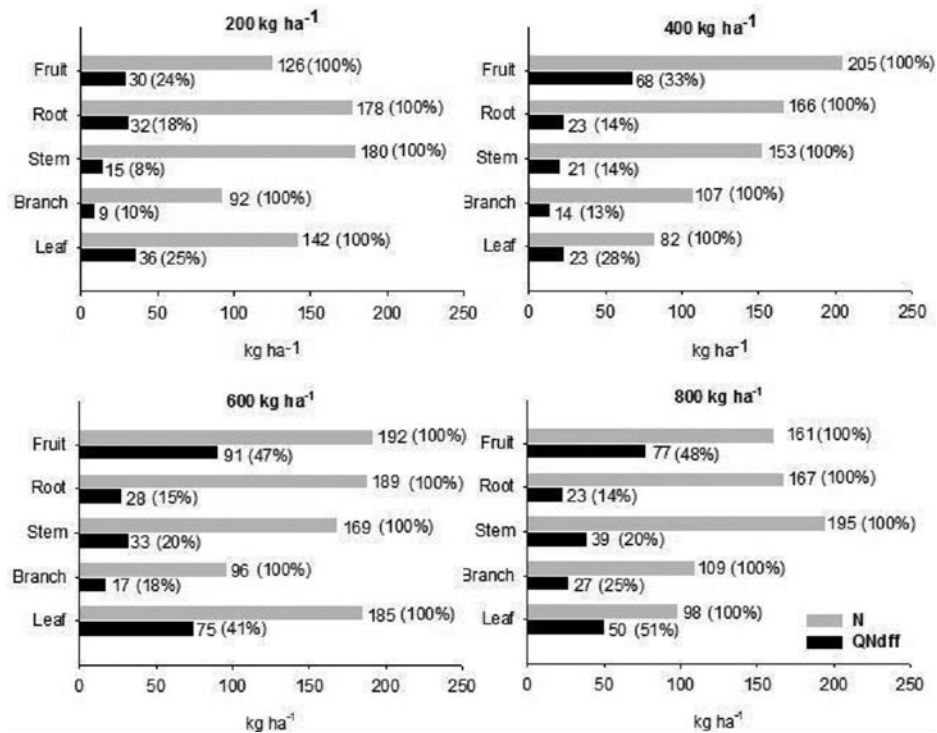 200 kg ha-1
Fruit 126 (100%)
30 (24%)
Root 178 (100%)
32 (18%)
Stem 180 (100%)
15 (8%)
Branch 92 (100%)
9 (10%)
Leaf 142 (100%)
36 (25%)
0 50 100 150 200 250
kg ha-1
400 kg ha-1
Fruit 205 (100%)
68 (33%)
Root 166 (100%)
23 (14%)
Stem 153 (100%)
21 (14%)
Branch 107 (100%)
14 (13%)
Leaf 82 (100%)
23 (28%)
0 50 100 150 200 250
kg ha-1
600 kg ha-1
Fruit 192 (100%)
91 (47%)
Root 189 (100%)
28 (15%)
Stem 169 (100%)
33 (20%)
Branch 96 (100%)
17 (18%)
Leaf 185 (100%)
75 (41%)
0 50 100 150 200 250
kg ha-1
800 kg ha-1
Fruit 161 (100%)
77 (48%)
Root 167 (100%)
23 (14%)
Stem 195 (100%)
39 (20%)
Branch 109 (100%)
27 (25%)
Leaf 98 (100%)
50 (51%)
N
QNdff
0 50 100 150 200 250
kg ha-1